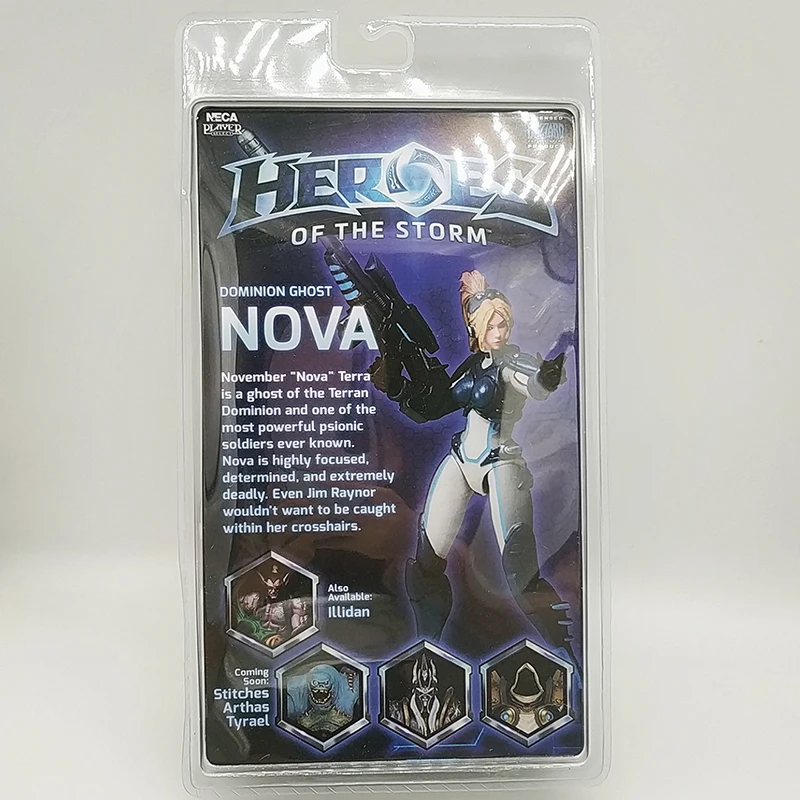 NECA
PLAYER
SELECT
HEROES
OF THE STORM
DOMINION GHOST
NOVA
November "Nova" Terra
is a ghost of the Terran
Dominion and one of the
most powerful psionic
soldiers ever known.
Nova is highly focused,
determined, and extremely
deadly. Even Jim Raynor
wouldn't want to be caught
within her crosshairs.
Also
Available:
Illidan
Coming
Soon:
Stitches
Arthas
Tyrael